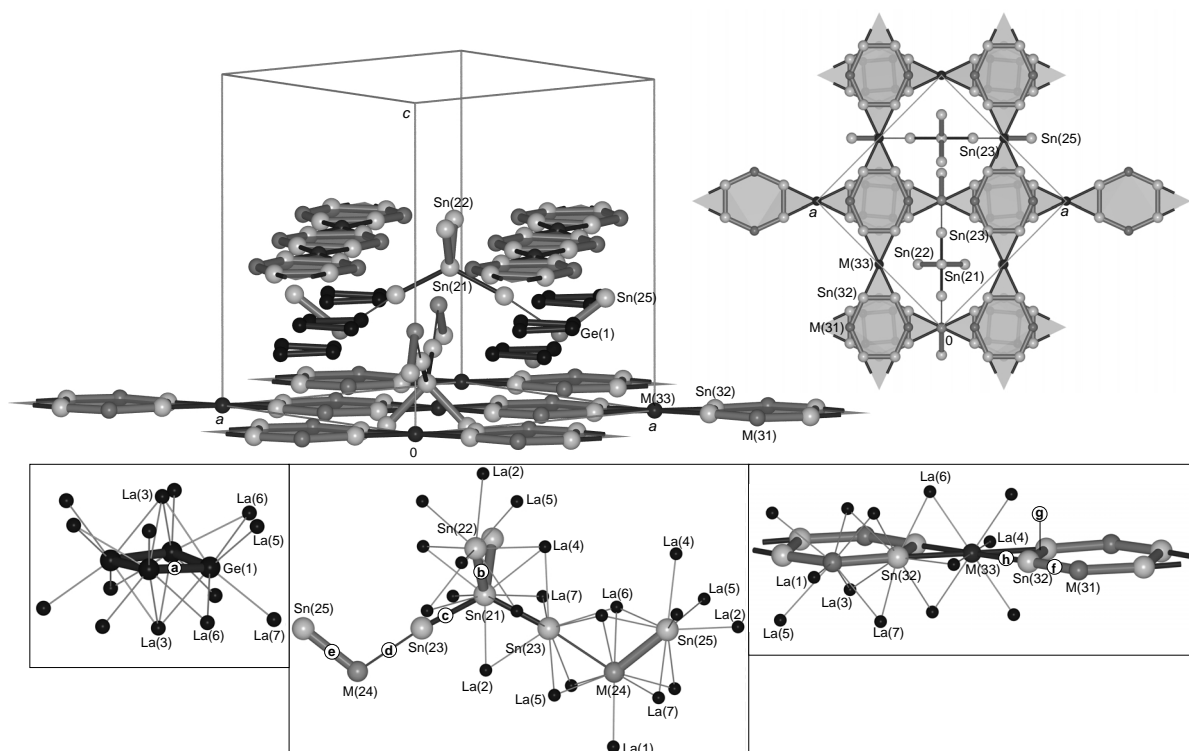 c
Sn(22)
Sn(21)
Sn(25)
Ge(1)
M(33)
Sn(32)
a
a
M(31)
0
Sn(25)
Sn(23)
a
a
Sn(23)
Sn(22)
M(33)
Sn(21)
Sn(32)
M(31)
0
La(3)
La(6)
La(5)
a
Ge(1)
La(3)
La(6)
La(7)
La(2)
La(5)
Sn(22)
La(4)
La(4)
b
La(7)
La(6)
La(5)
Sn(25)
Sn(21)
La(2)
c
Sn(23)
Sn(23)
d
e
Sn(25)
M(24)
La(2)
La(5)
M(24)
La(7)
La(1)
La(6)
g
La(4)
M(33)
h
Sn(32)
f
M(31)
La(1)
Sn(32)
La(3)
La(5)
La(7)